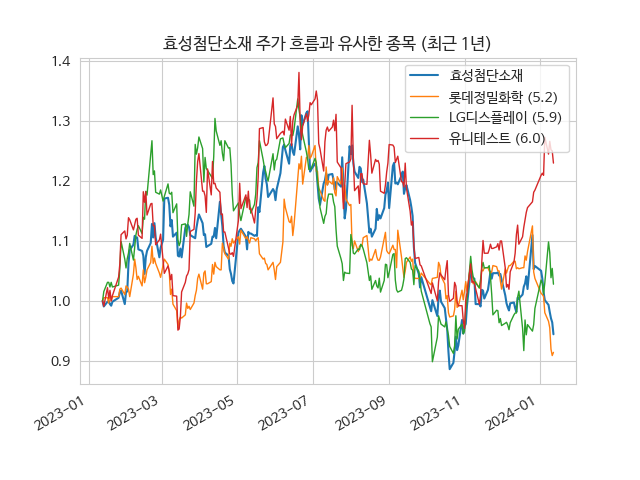 효성첨단소재 주가 흐름과 유사한 종목 (최근 1년)
1.4
1.3
1.2
1.1
1.0
0.9
효성첨단소재
롯데정밀화학 (5.2)
LG디스플레이 (5.9)
유니테스트 (6.0)
2023-01
2023-03
2023-05
2023-07
2023-09
2023-11
2024-01